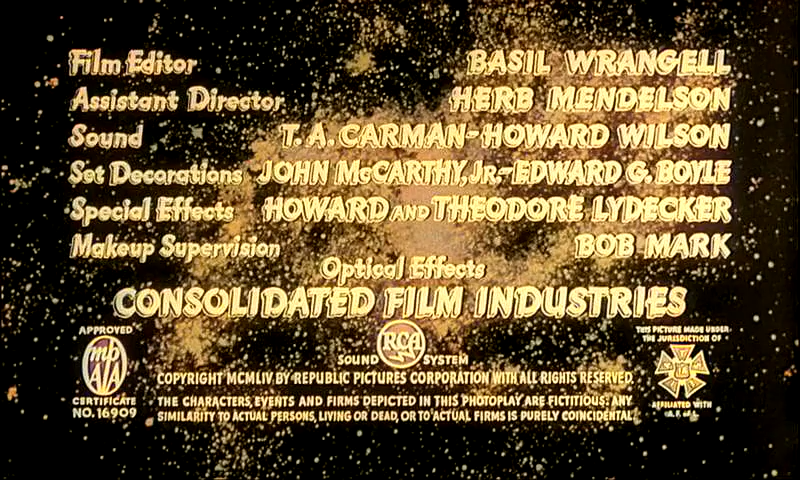 Film Editor BASIL WRANGELL
Assistant Director HERB MENDELSON
Sound T. A. CARMAN-HOWARD WILSON
Set Decorations JOHN McCARTHY, Jr.-EDWARD G. BOYLE
Special Effects HOWARD AND THEODORE LYDECKER
Makeup Supervision BOB MARK
Optical Effects
CONSOLIDATED FILM INDUSTRIES
APPROVED
MPAA
CERTIFICATE
NO. 16909
RCA
SOUND SYSTEM
COPYRIGHT MCMLIV BY REPUBLIC PICTURES CORPORATION WITH ALL RIGHTS RESERVED.
THE CHARACTERS, EVENTS AND FIRMS DEPICTED IN THIS PHOTOPLAY ARE FICTITIOUS: ANY
SIMILARITY TO ACTUAL PERSONS, LIVING OR DEAD, OR TO ACTUAL FIRMS IS PURELY COINCIDENTAL.
THIS PICTURE MADE UNDER
THE JURISDICTION OF
AFFILIATED WITH
A. F. of L.